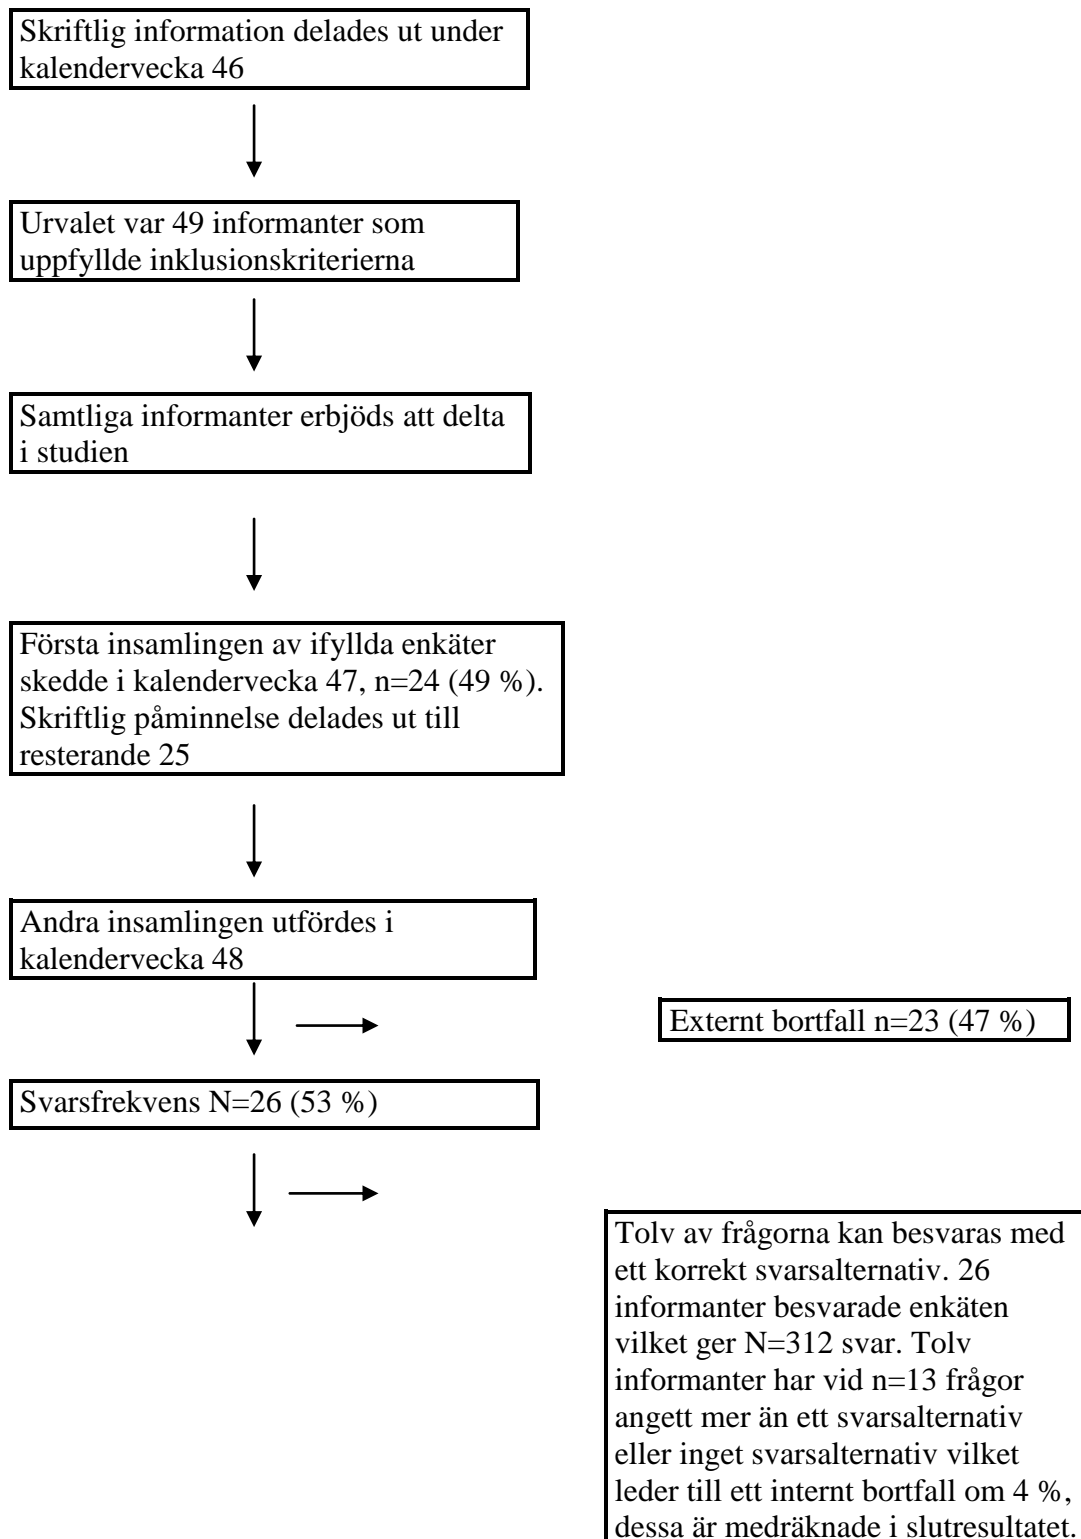 Skriftlig information delades ut under
kalendervecka 46
Urvalet var 49 informanter som
uppfyllde inklusionskriterierna
Samtliga informanter erbjöds att delta
i studien
Första insamlingen av ifyllda enkäter
skedde i kalendervecka 47, n=24 (49 %).
Skriftlig påminnelse delades ut till
resterande 25
Andra insamlingen utfördes i
kalendervecka 48
Externt bortfall n=23 (47 %)
Svarsfrekvens N=26 (53 %)
Tolv av frågorna kan besvaras med
ett korrekt svarsalternativ. 26
informanter besvarade enkäten
vilket ger N=312 svar. Tolv
informanter har vid n=13 frågor
angett mer än ett svarsalternativ
eller inget svarsalternativ vilket
leder till ett internt bortfall om 4 %,
dessa är medräknade i slutresultatet.